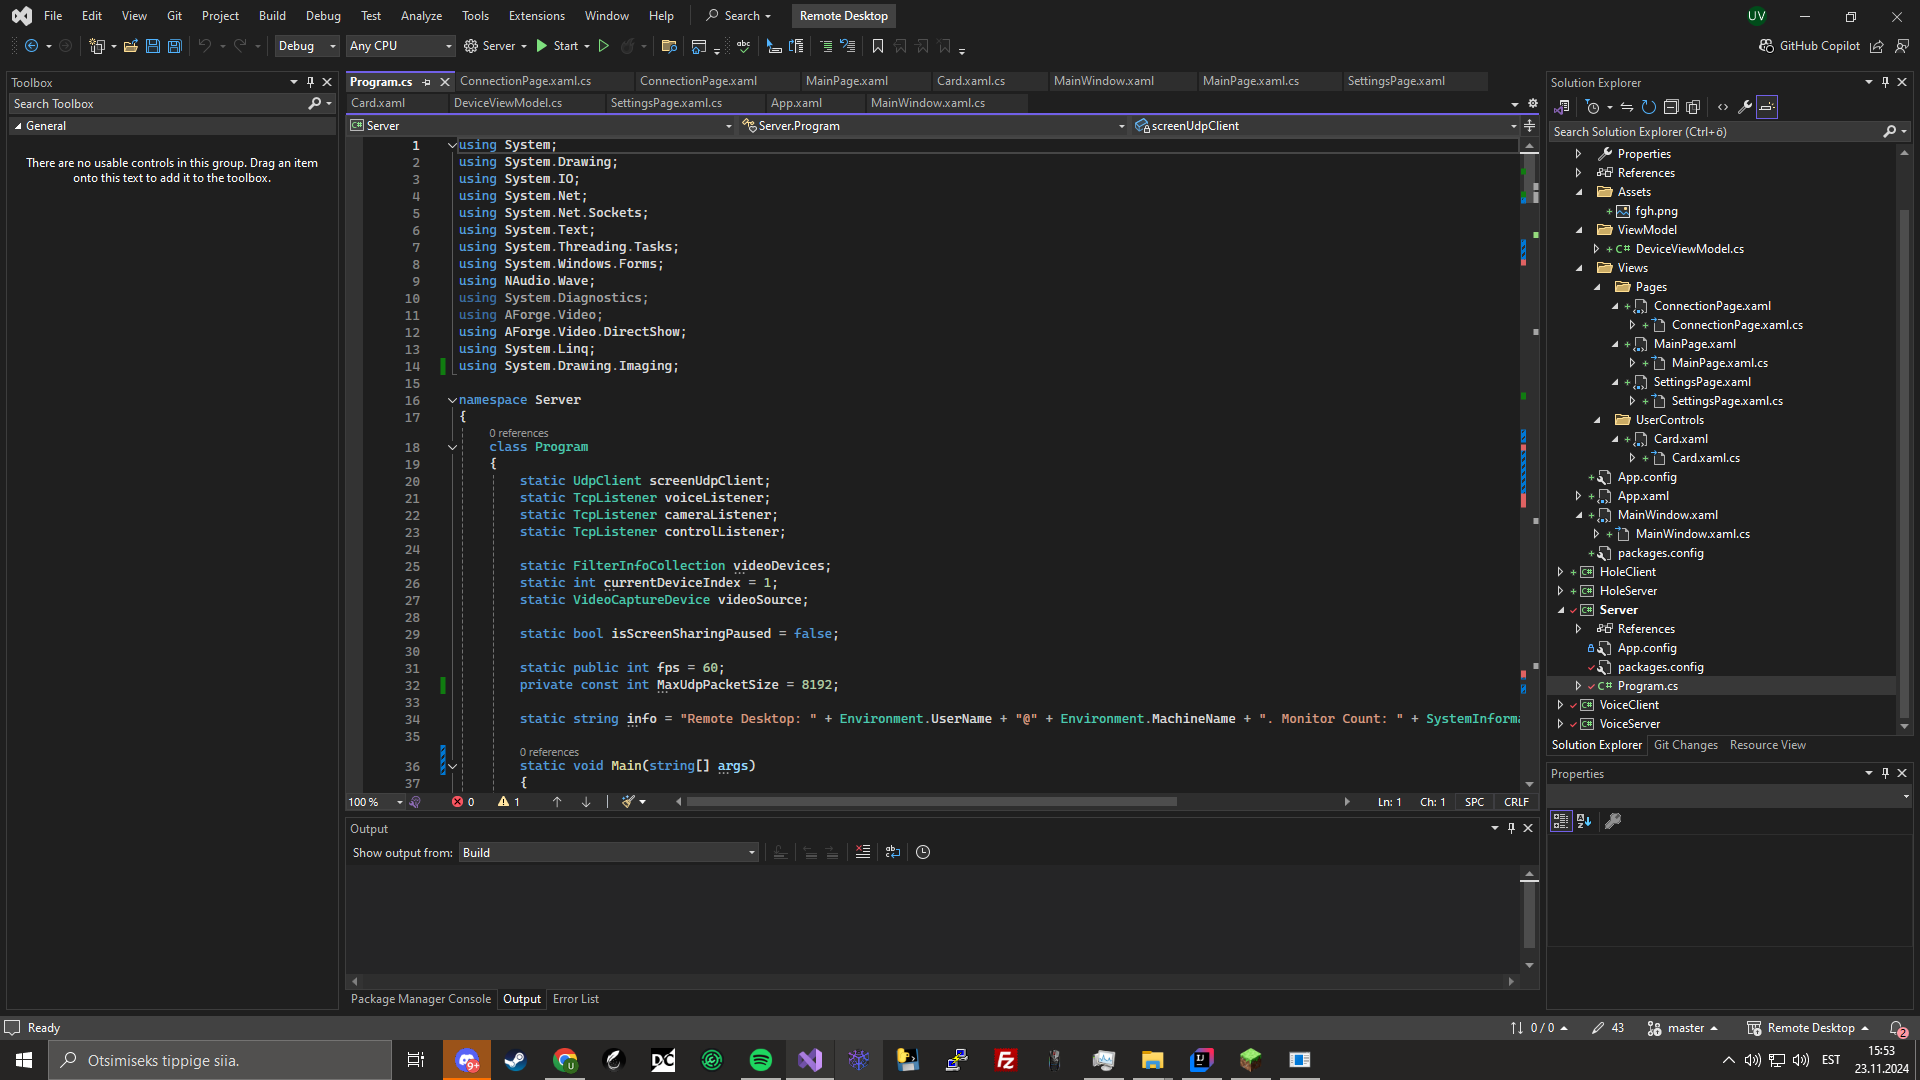 File Edit View Git Project Build Debug Test Analyze Tools Extensions Window Help Search Remote Desktop UV
Debug Any CPU Server Start GitHub Copilot
Toolbox
Search Toolbox
General
There are no usable controls in this group. Drag an item
onto this text to add it to the toolbox.
Program.cs ConnectionPage.xaml.cs ConnectionPage.xaml MainPage.xaml Card.xaml.cs MainWindow.xaml MainPage.xaml.cs SettingsPage.xaml
Card.xaml DeviceViewModel.cs SettingsPage.xaml.cs App.xaml MainWindow.xaml.cs
Server Server.Program screenUdpClient
1 using System;
2 using System.Drawing;
3 using System.IO;
4 using System.Net;
5 using System.Net.Sockets;
6 using System.Text;
7 using System.Threading.Tasks;
8 using System.Windows.Forms;
9 using NAudio.Wave;
10 using System.Diagnostics;
11 using AForge.Video;
12 using AForge.Video.DirectShow;
13 using System.Linq;
14 using System.Drawing.Imaging;
15
16 namespace Server
17 {
0 references
18 class Program
19 {
20 static UdpClient screenUdpClient;
21 static TcpListener voiceListener;
22 static TcpListener cameraListener;
23 static TcpListener controlListener;
24
25 static FilterInfoCollection videoDevices;
26 static int currentDeviceIndex = 1;
27 static VideoCaptureDevice videoSource;
28
29 static bool isScreenSharingPaused = false;
30
31 static public int fps = 60;
32 private const int MaxUdpPacketSize = 8192;
33
34 static string info = "Remote Desktop: " + Environment.UserName + "@" + Environment.MachineName + ". Monitor Count: " + SystemInforma
35
0 references
36 static void Main(string[] args)
37 {
100 % 0 1 Ln: 1 Ch: 1 SPC CRLF
Output
Show output from: Build
Package Manager Console Output Error List
Solution Explorer
Search Solution Explorer (Ctrl+ö)
Properties
References
Assets
fgh.png
ViewModel
C# DeviceViewModel.cs
Views
Pages
ConnectionPage.xaml
ConnectionPage.xaml.cs
MainPage.xaml
MainPage.xaml.cs
SettingsPage.xaml
SettingsPage.xaml.cs
UserControls
Card.xaml
Card.xaml.cs
App.config
App.xaml
MainWindow.xaml
MainWindow.xaml.cs
packages.config
HoleClient
HoleServer
Server
References
App.config
packages.config
C# Program.cs
VoiceClient
VoiceServer
Solution Explorer Git Changes Resource View
Properties
Ready 0 / 0 43 master Remote Desktop 2
Otsimiseks tippige siia. 9+ EST 15:53
23.11.2024